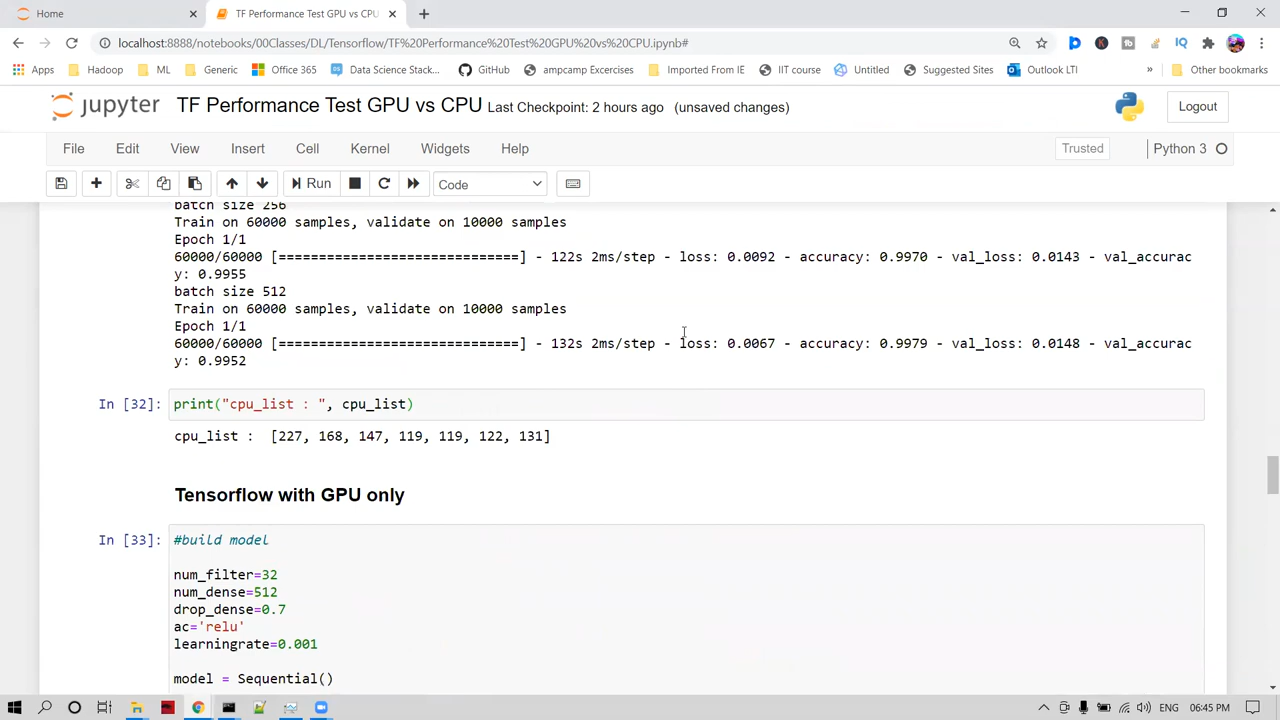 Home
TF Performance Test GPU vs CPU
localhost:8888/notebooks/00Classes/DL/Tensorflow/TF%20Performance%20Test%20GPU%20vs%20CPU.ipynb#
Apps Hadoop ML Generic Office 365 Data Science Stack... GitHub ampcamp Excercises Imported From IE IIT course Untitled Suggested Sites Outlook LTI » Other bookmarks
jupyter TF Performance Test GPU vs CPU Last Checkpoint: 2 hours ago (unsaved changes) Logout
File Edit View Insert Cell Kernel Widgets Help Trusted Python 3
Run Code
batch size 256
Train on 60000 samples, validate on 10000 samples
Epoch 1/1
60000/60000 [==============================] - 122s 2ms/step - loss: 0.0092 - accuracy: 0.9970 - val_loss: 0.0143 - val_accurac
y: 0.9955
batch size 512
Train on 60000 samples, validate on 10000 samples
Epoch 1/1
60000/60000 [==============================] - 132s 2ms/step - loss: 0.0067 - accuracy: 0.9979 - val_loss: 0.0148 - val_accurac
y: 0.9952
In [32]: print("cpu_list : ", cpu_list)
cpu_list :  [227, 168, 147, 119, 119, 122, 131]
Tensorflow with GPU only
In [33]: #build model
num_filter=32
num_dense=512
drop_dense=0.7
ac='relu'
learningrate=0.001
model = Sequential()
ENG 06:45 PM